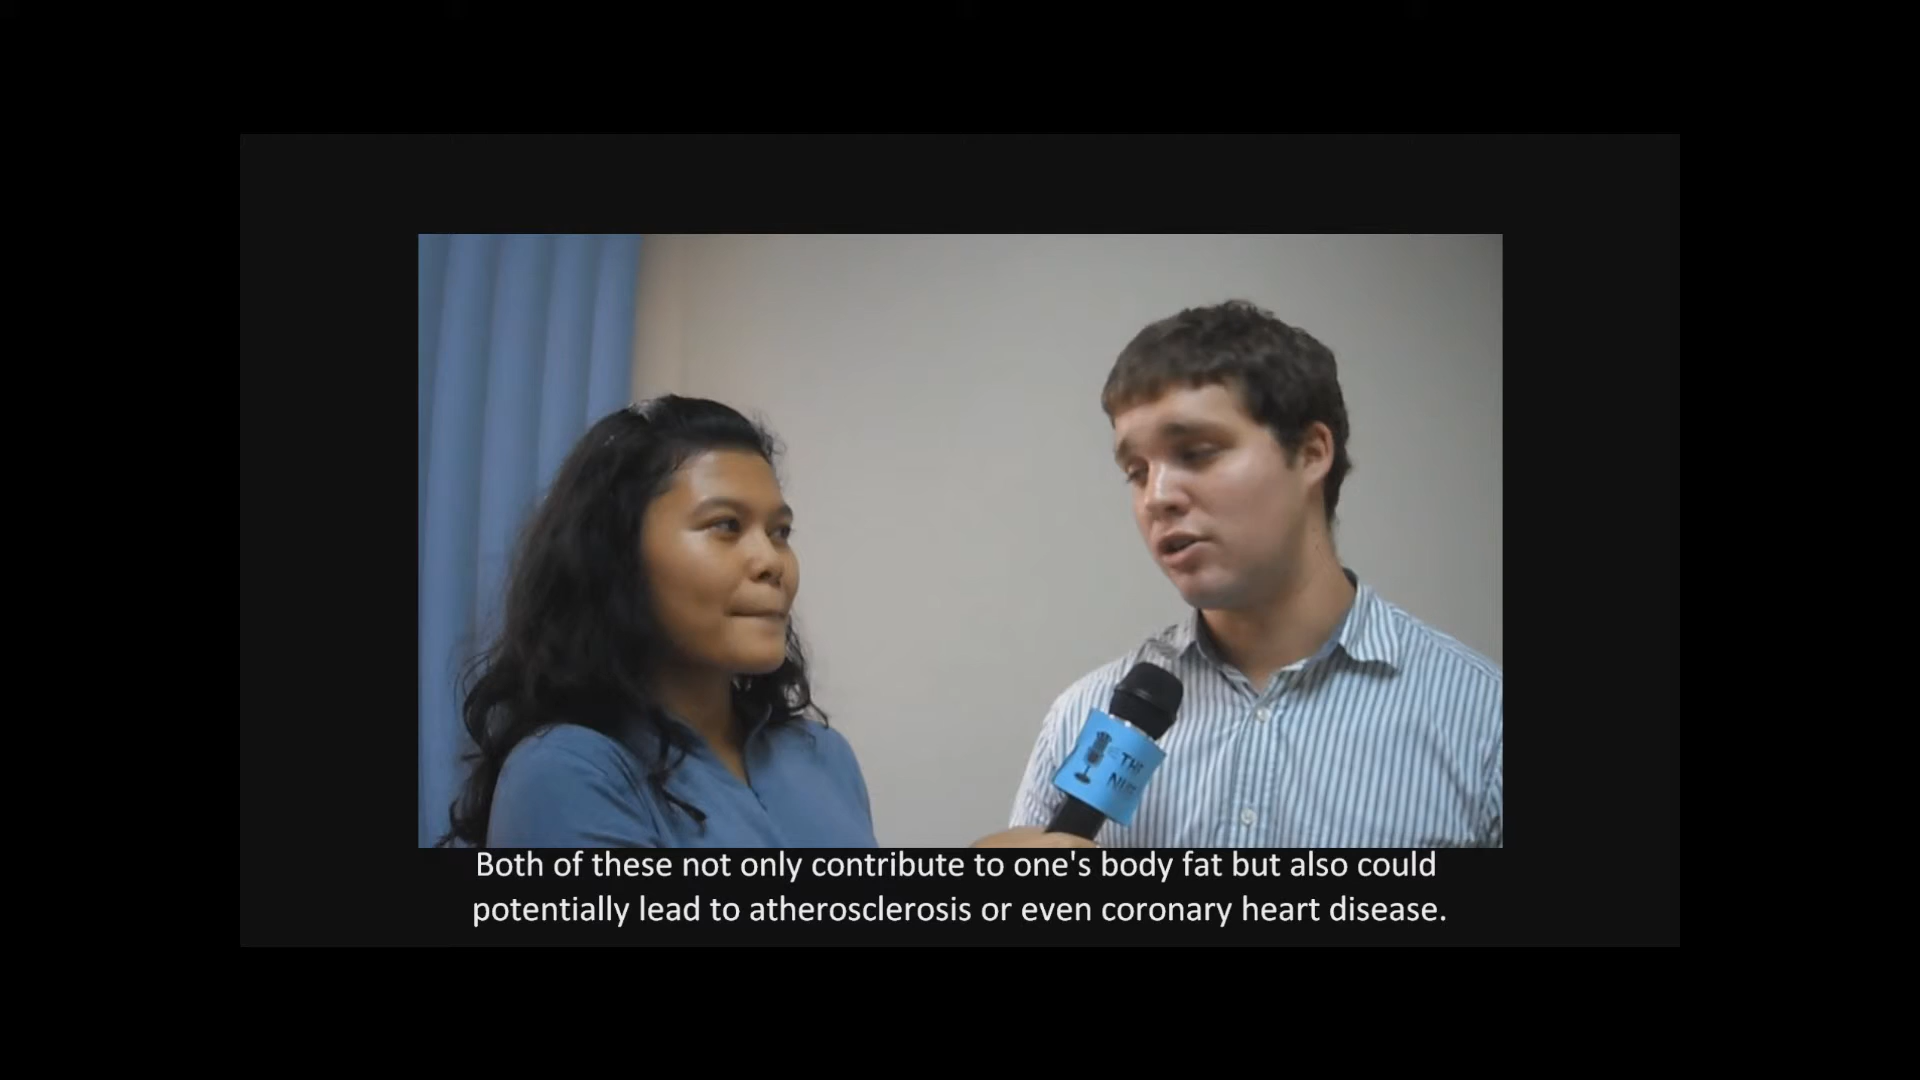 THE
Both of these not only contribute to one's body fat but also could
potentially lead to atherosclerosis or even coronary heart disease.